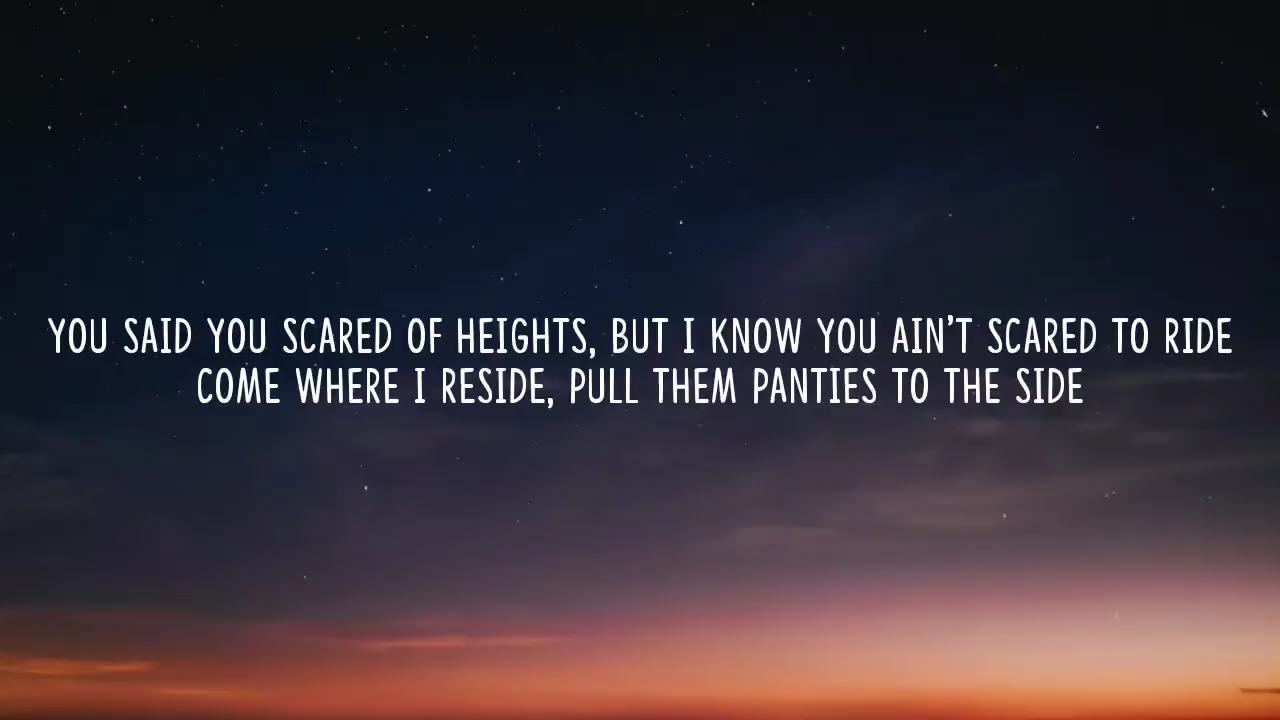 YOU SAID YOU SCARED OF HEIGHTS, BUT I KNOW YOU AIN'T SCARED TO RIDE
COME WHERE I RESIDE, PULL THEM PANTIES TO THE SIDE